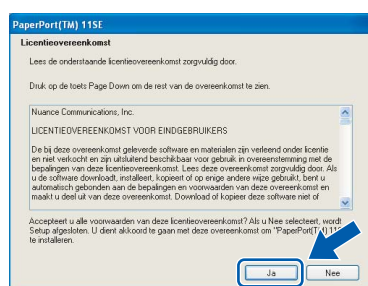 PaperPort(TM) 11SE
Licentieovereenkomst
Lees de onderstaande licentieovereenkomst zorgvuldig door.
Druk op de toets Page Down om de rest van de overeenkomst te zien.
Nuance Communications, Inc.
LICENTIEOVEREENKOMST VOOR EINDGEBRUIKERS
De bij deze overeenkomst geleverde software en materialen zijn verleend onder licentie
en niet verkocht en zijn uitsluitend beschikbaar voor gebruik in overeenstemming met de
bepalingen van deze licentieovereenkomst. Lees deze overeenkomst zorgvuldig door. Als
u de software downloadt, installeert, kopieert of op enige andere wijze gebruikt, bent u
automatisch gebonden aan de bepalingen en voorwaarden van deze overeenkomst en
maakt u deel uit van deze overeenkomst. Download of kopieer deze software niet of
Accepteert u alle voorwaarden van deze licentieovereenkomst? Als u Nee selecteert, wordt
Setup afgesloten. U dient akkoord te gaan met deze overeenkomst om "PaperPort(TM) 11
te installeren.
Ja
Nee